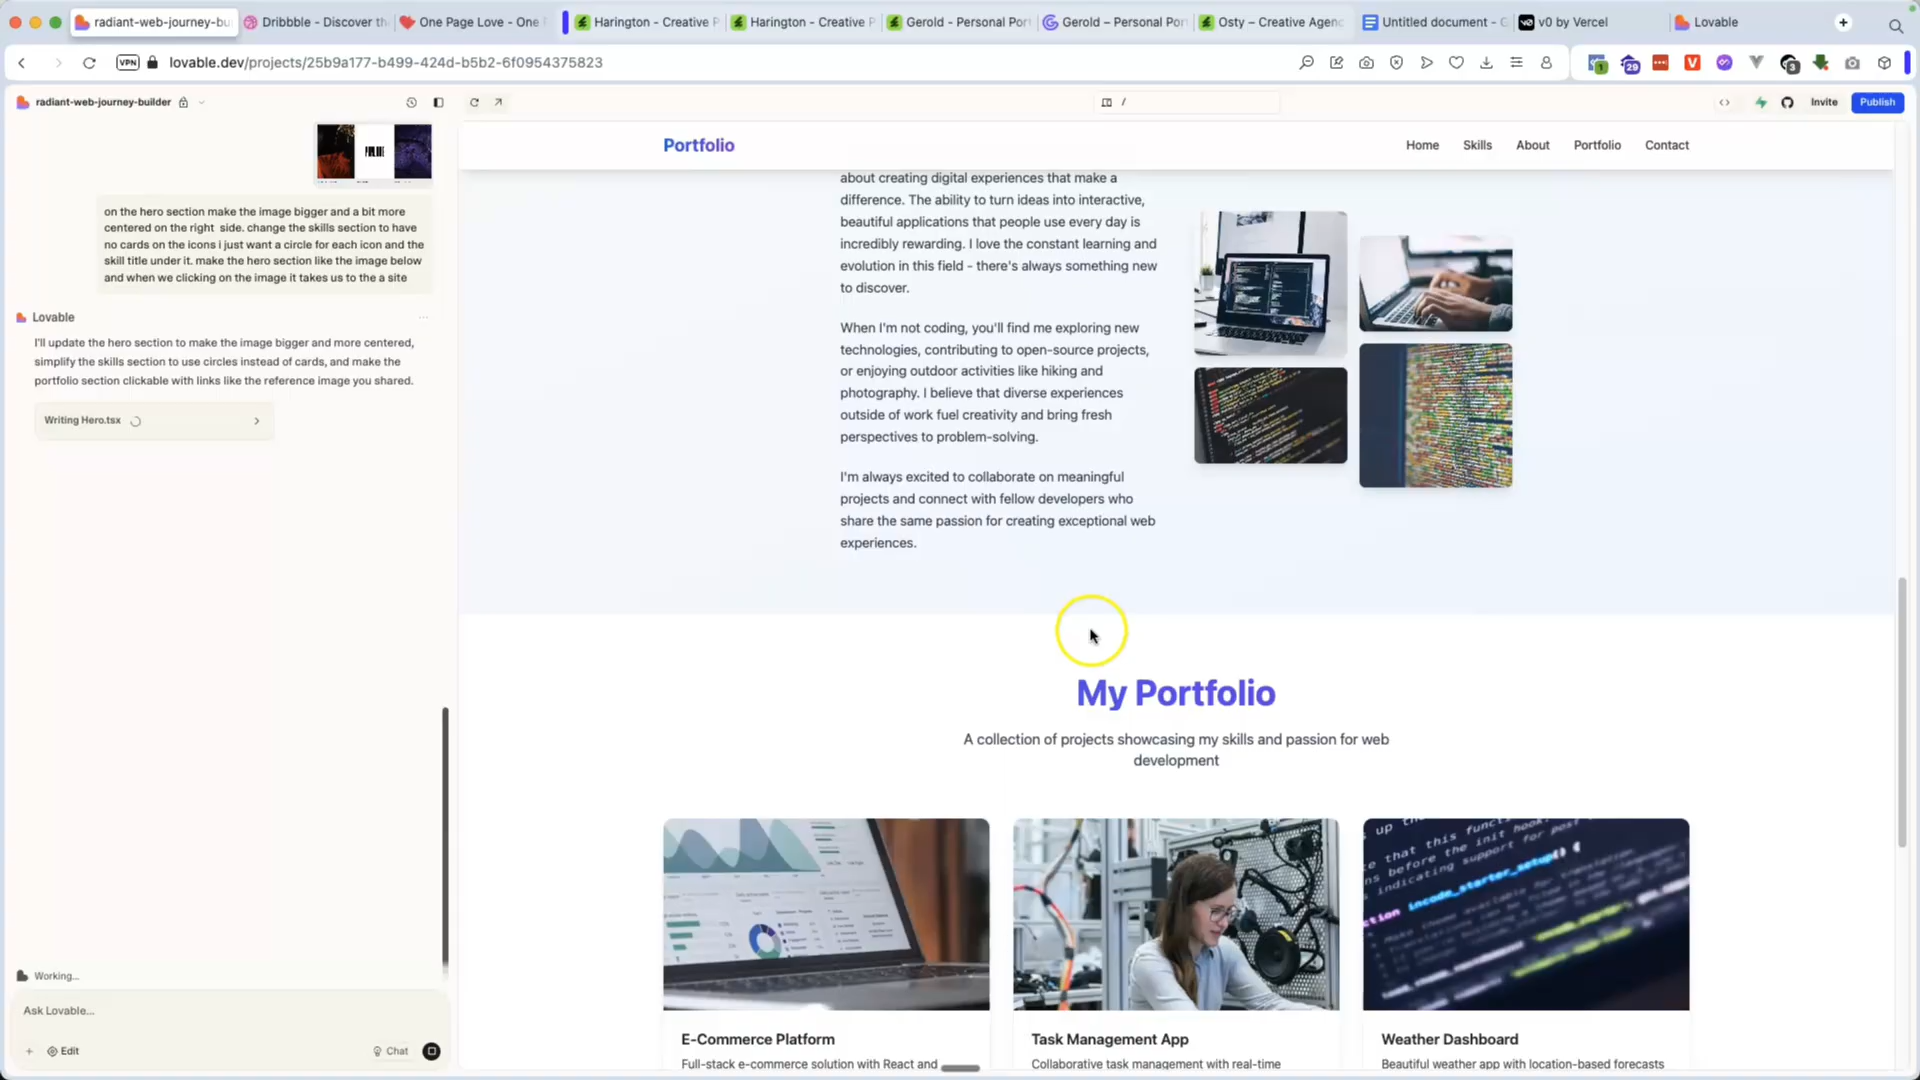 radiant-web-journey-bu
Dribbble - Discover th
One Page Love - One
Harington - Creative P
Harington - Creative P
Gerold - Personal Port
Gerold – Personal Por
Osty – Creative Agenc
Untitled document - G
v0 by Vercel
Lovable
VPN
lovable.dev/projects/25b9a177-b499-424d-b5b2-6f0954375823
1
29
V
3
radiant-web-journey-builder
/
Invite
Publish
on the hero section make the image bigger and a bit more
centered on the right side. change the skills section to have
no cards on the icons i just want a circle for each icon and the
skill title under it. make the hero section like the image below
and when we clicking on the image it takes us to the a site
Lovable
I'll update the hero section to make the image bigger and more centered,
simplify the skills section to use circles instead of cards, and make the
portfolio section clickable with links like the reference image you shared.
Writing Hero.tsx
Working...
Ask Lovable...
Edit
Chat
Portfolio
Home
Skills
About
Portfolio
Contact
about creating digital experiences that make a
difference. The ability to turn ideas into interactive,
beautiful applications that people use every day is
incredibly rewarding. I love the constant learning and
evolution in this field - there's always something new
to discover.
When I'm not coding, you'll find me exploring new
technologies, contributing to open-source projects,
or enjoying outdoor activities like hiking and
photography. I believe that diverse experiences
outside of work fuel creativity and bring fresh
perspectives to problem-solving.
I'm always excited to collaborate on meaningful
projects and connect with fellow developers who
share the same passion for creating exceptional web
experiences.
My Portfolio
A collection of projects showcasing my skills and passion for web
development
E-Commerce Platform
Full-stack e-commerce solution with React and
Task Management App
Collaborative task management with real-time
Weather Dashboard
Beautiful weather app with location-based forecasts